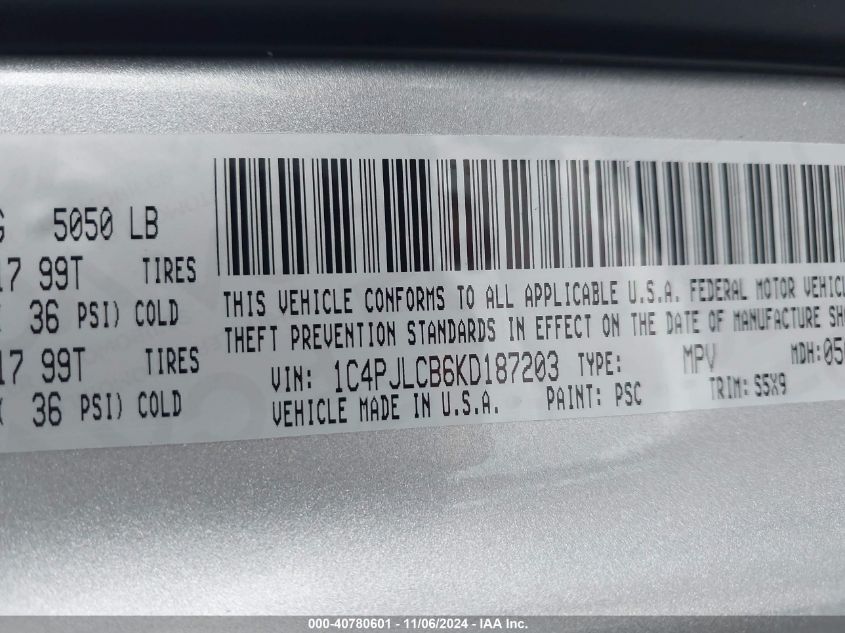 G 5050 LB
17 99T TIRES
36 PSI) COLD
17 99T TIRES
36 PSI) COLD
THIS VEHICLE CONFORMS TO ALL APPLICABLE U.S.A. FEDERAL MOTOR VEHICL
THEFT PREVENTION STANDARDS IN EFFECT ON THE DATE OF MANUFACTURE SHO
VIN: 1C4PJLCB6KD187203 TYPE: MPV MDH:050
VEHICLE MADE IN U.S.A. PAINT: PSC TRIM: S5X9
000-40780601 - 11/06/2024 - IAA Inc.